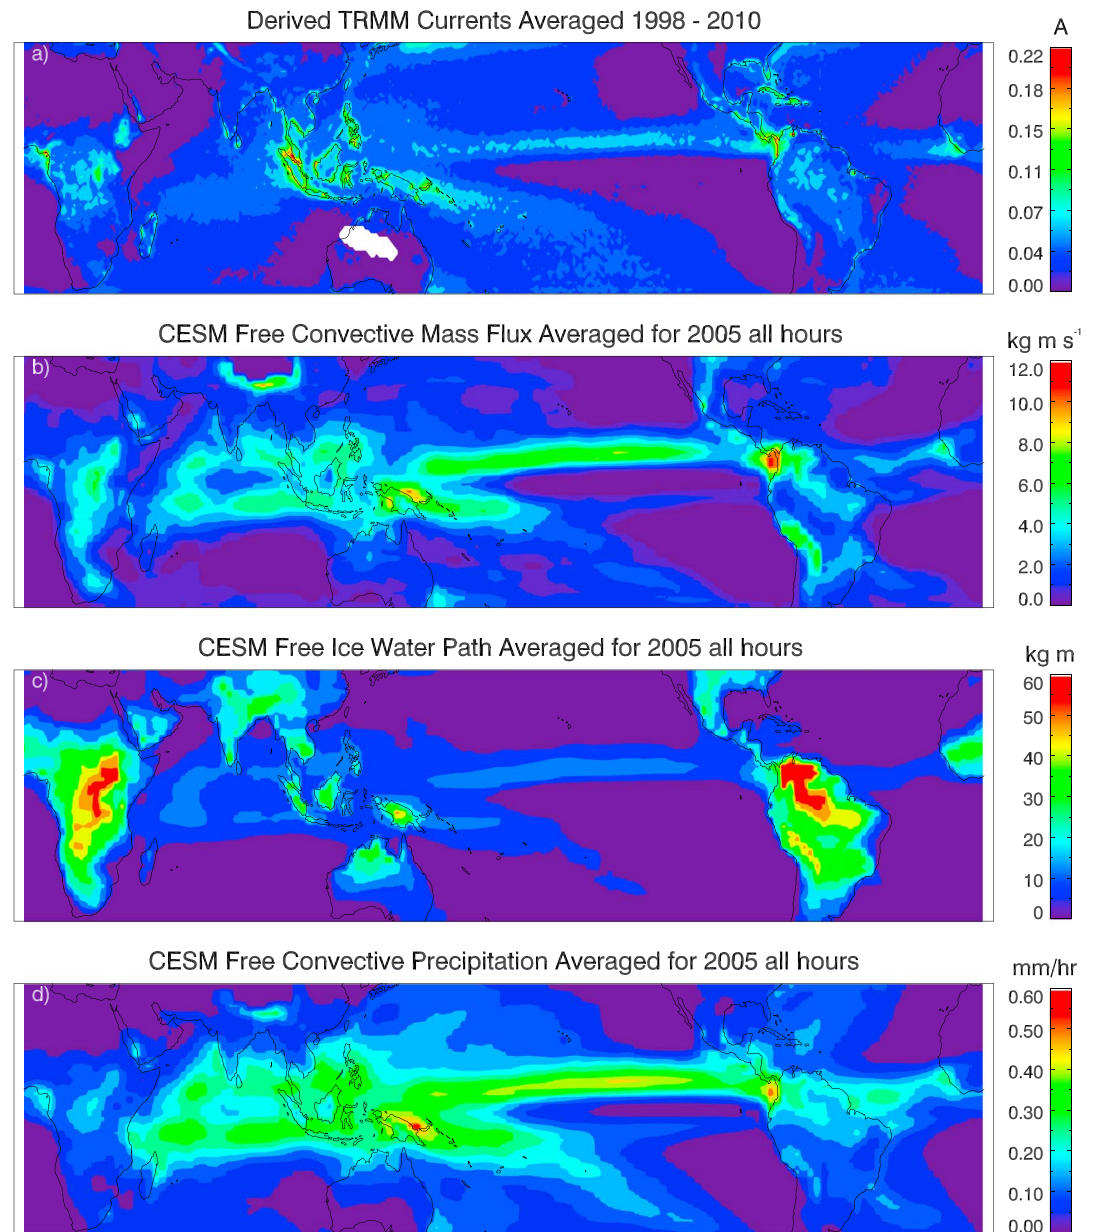 Derived TRMM Currents Averaged 1998 - 2010
A
a)
0.22
0.18
0.15
0.11
0.07
0.04
0.00
CESM Free Convective Mass Flux Averaged for 2005 all hours
kg m s⁻¹
b)
12.0
10.0
8.0
6.0
4.0
2.0
0.0
CESM Free Ice Water Path Averaged for 2005 all hours
kg m
c)
60
50
40
30
20
10
0
CESM Free Convective Precipitation Averaged for 2005 all hours
mm/hr
d)
0.60
0.50
0.40
0.30
0.20
0.10
0.00